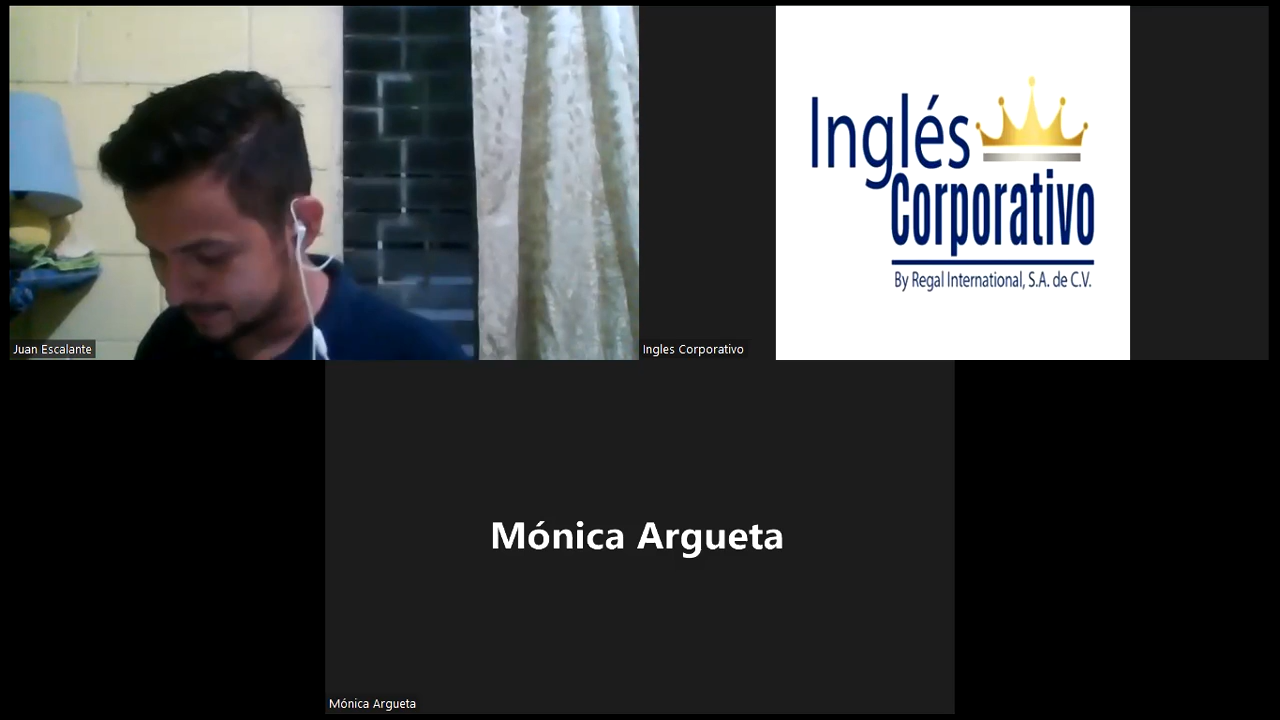 Inglés
Corporativo
By Regal International, S.A. de C.V.
Juan Escalante
Ingles Corporativo
Mónica Argueta
Mónica Argueta